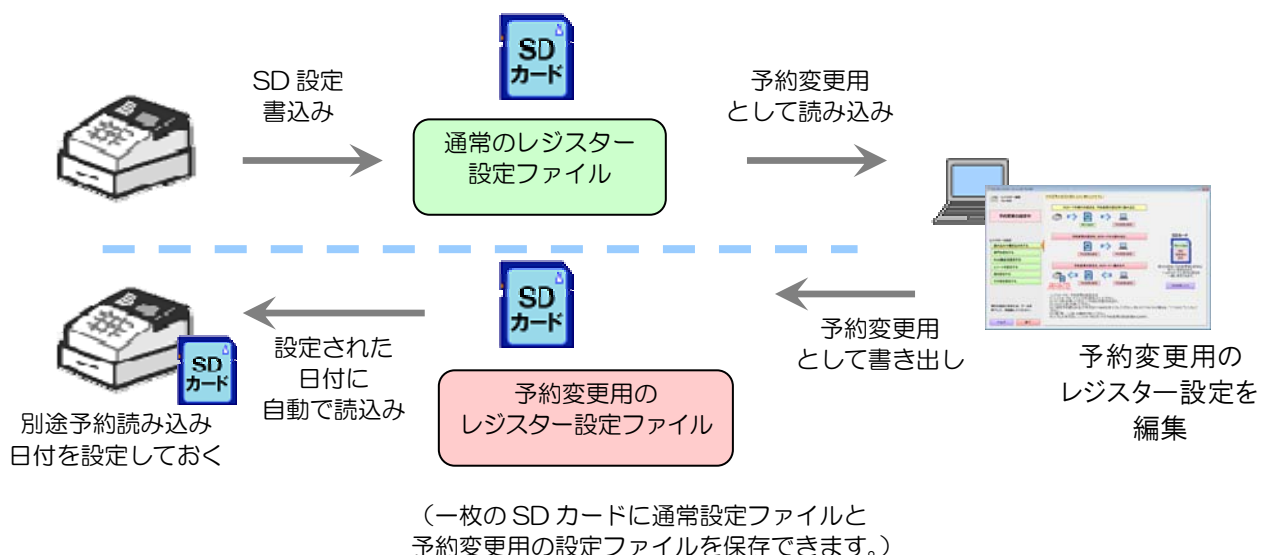 SD 設定
書込み
SD
カード
通常のレジスター
設定ファイル
予約変更用
として読み込み
SD
カード
別途予約読み込み
日付を設定しておく
設定された
日付に
自動で読込み
SD
カード
予約変更用の
レジスター設定ファイル
予約変更用
として書き出し
予約変更用の
レジスター設定を
編集
（一枚の SD カードに通常設定ファイルと
予約変更用の設定ファイルを保存できます。）